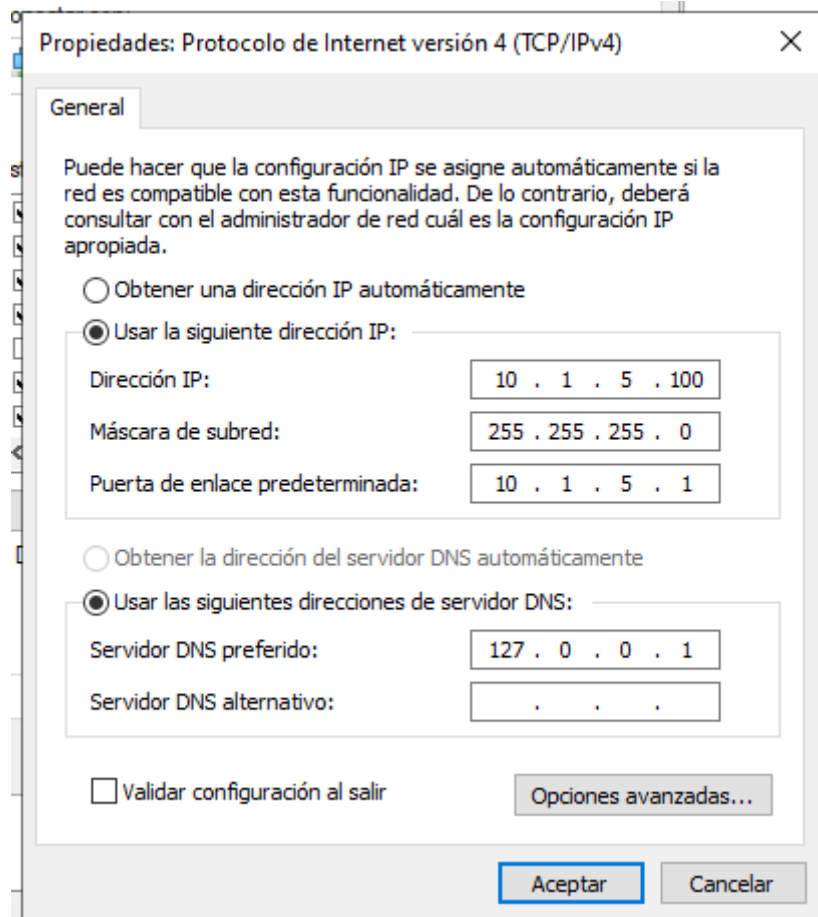 Propiedades: Protocolo de Internet versión 4 (TCP/IPv4)
General
Puede hacer que la configuración IP se asigne automáticamente si la
red es compatible con esta funcionalidad. De lo contrario, deberá
consultar con el administrador de red cuál es la configuración IP
apropiada.
Obtener una dirección IP automáticamente
Usar la siguiente dirección IP:
Dirección IP: 10 . 1 . 5 . 100
Máscara de subred: 255 . 255 . 255 . 0
Puerta de enlace predeterminada: 10 . 1 . 5 . 1
Obtener la dirección del servidor DNS automáticamente
Usar las siguientes direcciones de servidor DNS:
Servidor DNS preferido: 127 . 0 . 0 . 1
Servidor DNS alternativo: . . .
Validar configuración al salir
Opciones avanzadas...
Aceptar Cancelar